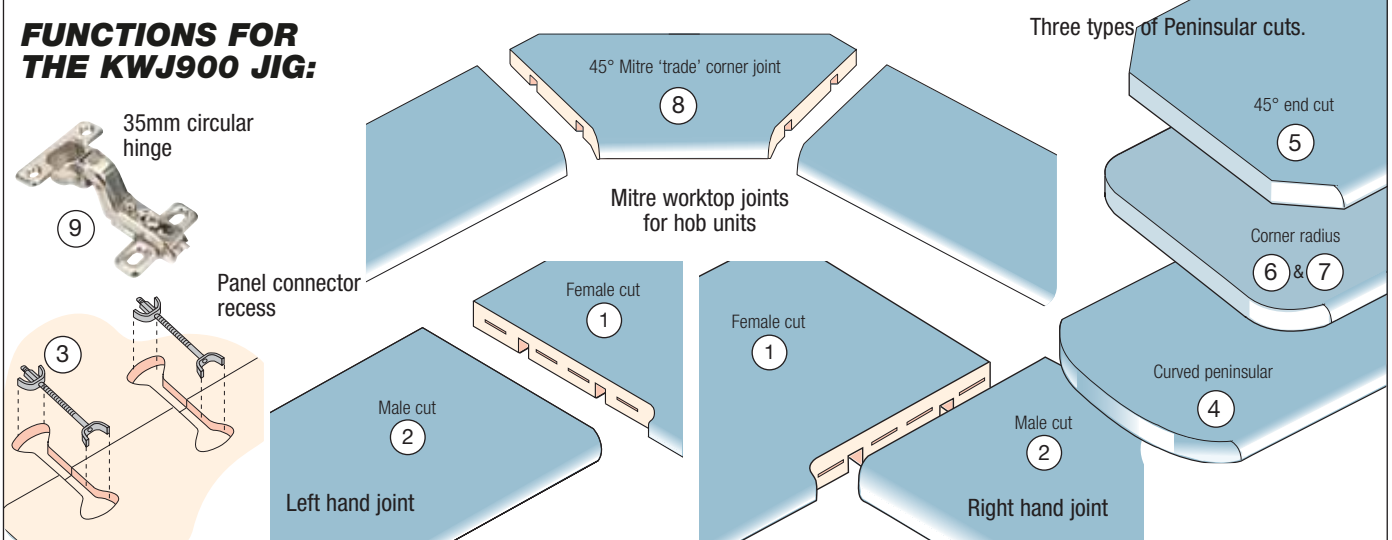 FUNCTIONS FOR
THE KWJ900 JIG:
35mm circular
hinge
9
Panel connector
recess
3
45° Mitre ‘trade’ corner joint
8
Mitre worktop joints
for hob units
Female cut
1
Male cut
2
Left hand joint
Female cut
1
Male cut
2
Right hand joint
Three types of Peninsular cuts.
45° end cut
5
Corner radius
6 & 7
Curved peninsular
4